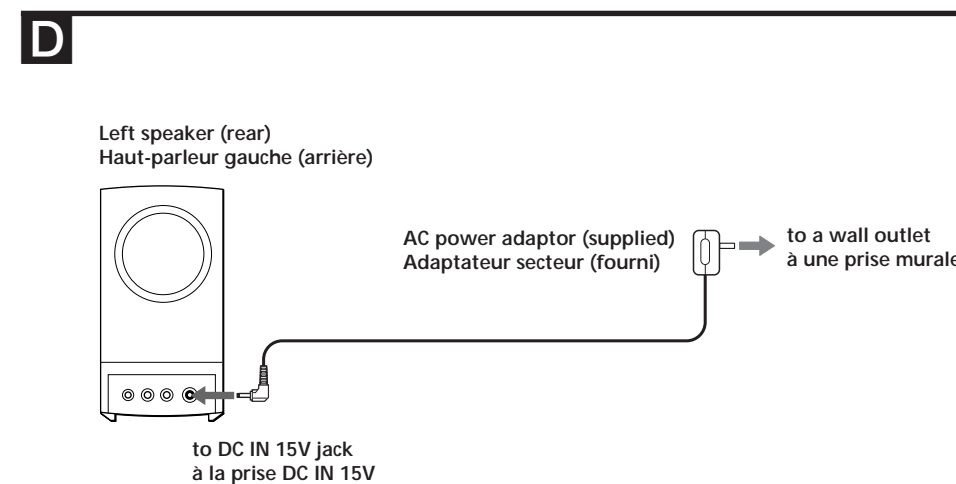 D
Left speaker (rear)
Haut-parleur gauche (arrière)
AC power adaptor (supplied)
Adaptateur secteur (fourni)
to a wall outlet
à une prise murale
to DC IN 15V jack
à la prise DC IN 15V